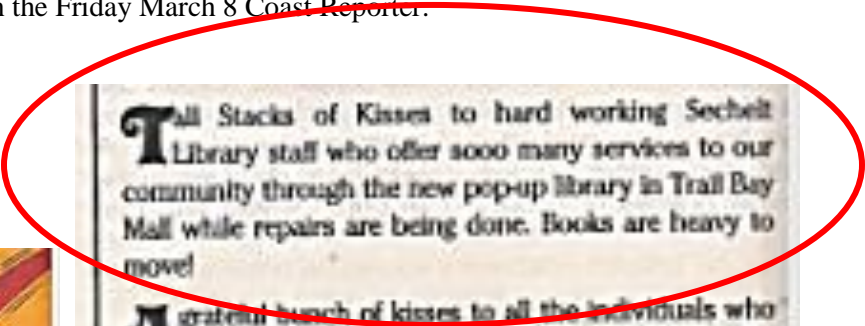 n the Friday March 8 Coast Reporter.
Tall Stacks of Kisses to hard working Sechelt
Library staff who offer sooo many services to our
community through the new pop-up library in Trail Bay
Mall while repairs are being done. Books are heavy to
move!
A grateful bunch of kisses to all the individuals who